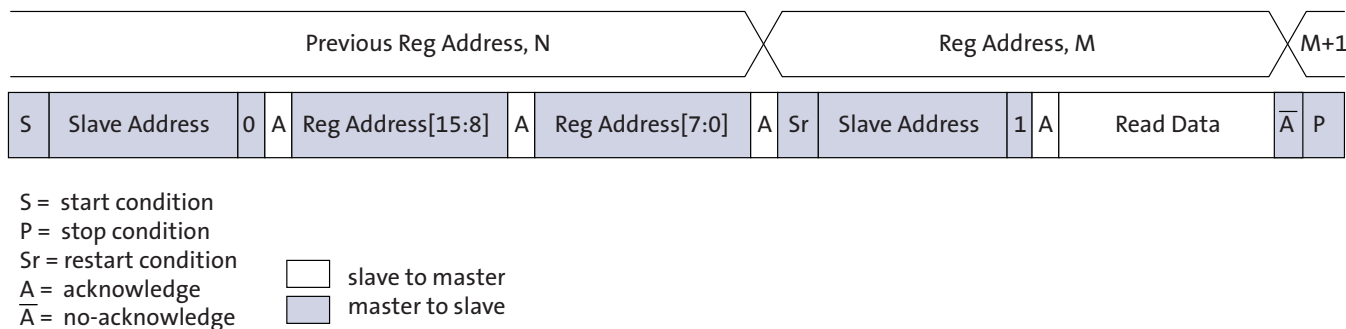 Previous Reg Address, N Reg Address, M M+1
S Slave Address 0 A Reg Address[15:8] A Reg Address[7:0] A Sr Slave Address 1 A Read Data A̅ P
S = start condition
P = stop condition
Sr = restart condition
A = acknowledge
A̅ = no-acknowledge
slave to master
master to slave